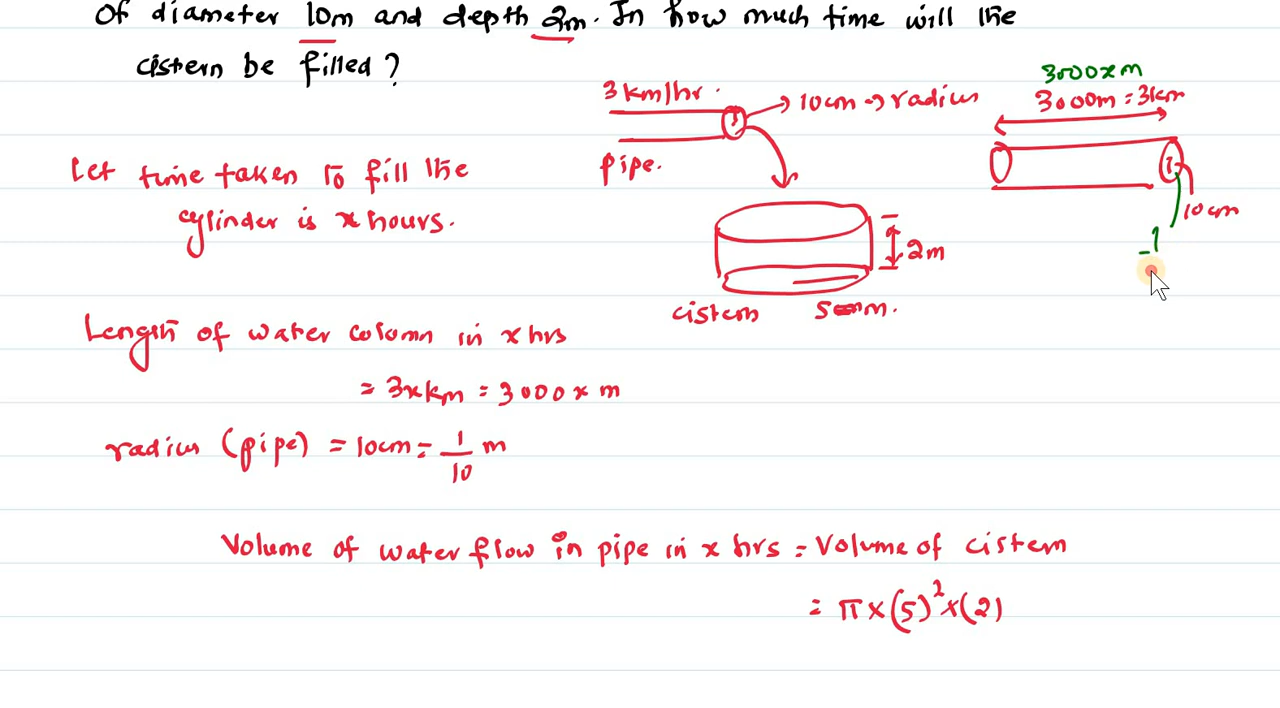 Of diameter 10m and depth 2m. In how much time will the
cistern be filled?
3km/hr.
10cm → radius
pipe.
3000x m
3000m = 3km
10cm
1
2m
cistern
Let time taken to fill the
cylinder is x hours.
Length of water column in x hrs
= 3x km = 3000x m
radius (pipe) = 10cm = 1/10 m
Volume of water flow in pipe in x hrs = Volume of cistern
= π × (5)² × (2)